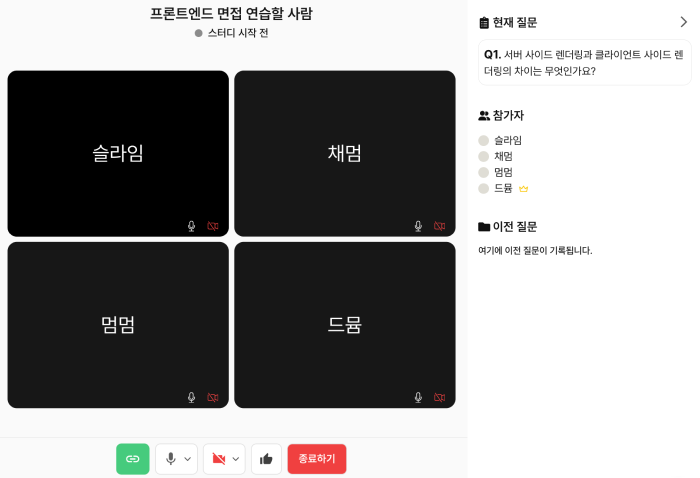 프론트엔드 면접 연습할 사람
스터디 시작 전
슬라임
채멈
멈멈
드뮴
종료하기
현재 질문
Q1. 서버 사이드 렌더링과 클라이언트 사이드 렌
더링의 차이는 무엇인가요?
참가자
슬라임
채멈
멈멈
드뮴
이전 질문
여기에 이전 질문이 기록됩니다.